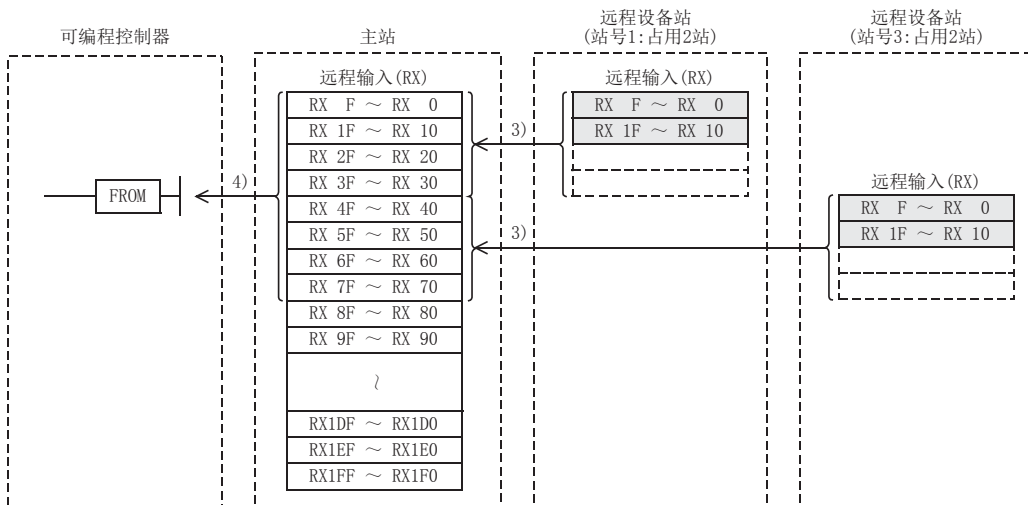 可编程控制器
FROM
4)
主站
远程输入(RX)
RX F ～ RX 0
RX 1F ～ RX 10
RX 2F ～ RX 20
RX 3F ～ RX 30
RX 4F ～ RX 40
RX 5F ～ RX 50
RX 6F ～ RX 60
RX 7F ～ RX 70
RX 8F ～ RX 80
RX 9F ～ RX 90
～
RX1DF ～ RX1D0
RX1EF ～ RX1E0
RX1FF ～ RX1F0
3)
3)
远程设备站
(站号1:占用2站)
远程输入(RX)
RX F ～ RX 0
RX 1F ～ RX 10
远程设备站
(站号3:占用2站)
远程输入(RX)
RX F ～ RX 0
RX 1F ～ RX 10